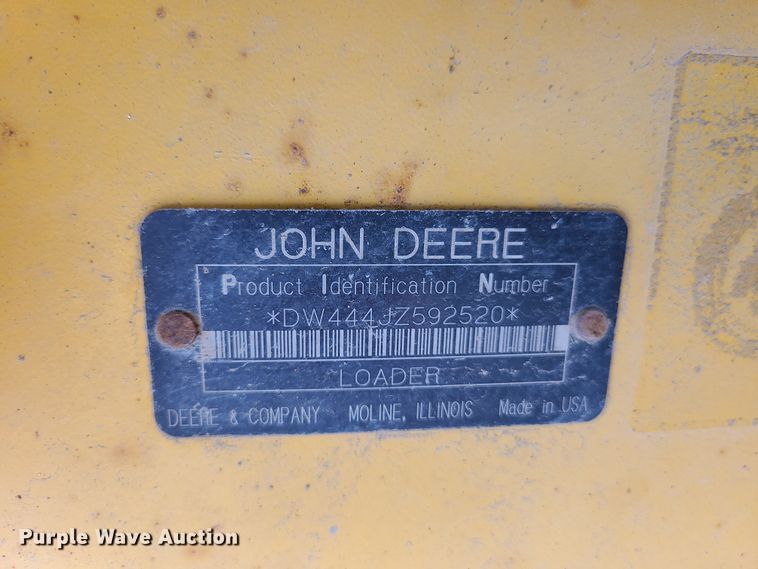 JOHN DEERE
Product Identification Number
*DW444JZ592520*
LOADER
DEERE & COMPANY MOLINE, ILLINOIS Made in USA
Purple Wave Auction